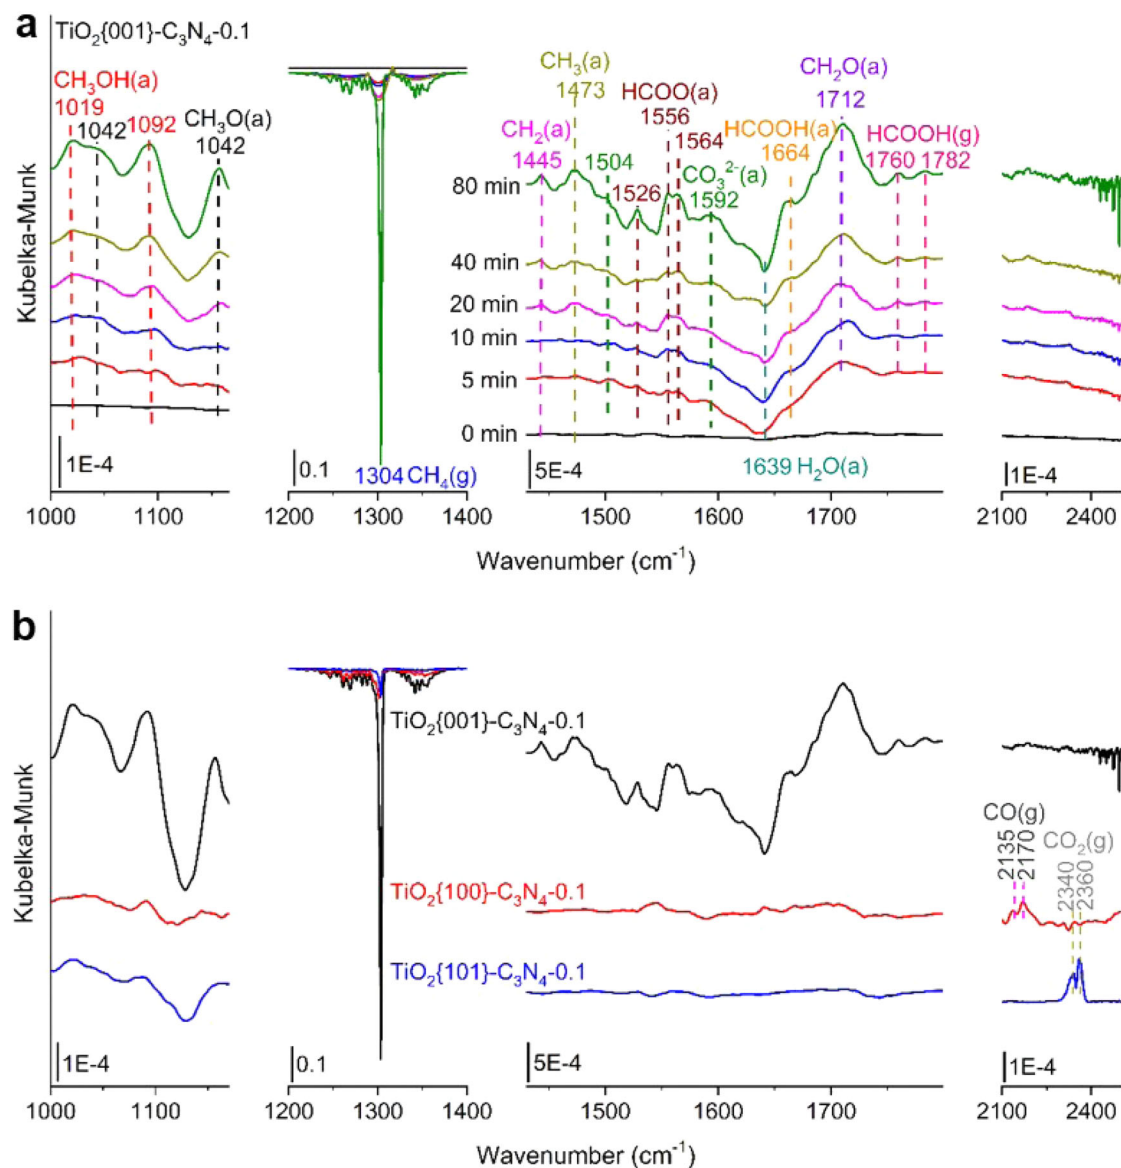 a
TiO₂{001}-C₃N₄-0.1
Kubelka-Munk
CH₃OH(a)
1019
1042
1092
CH₃O(a)
1042
CH₂(a)
1445
CH₃(a)
1473
1504
1526
HCOO(a)
1556
1564
CO₃²⁻(a)
1592
HCOOH(a)
1664
CH₂O(a)
1712
HCOOH(g)
1760 1782
80 min
40 min
20 min
10 min
5 min
0 min
1304 CH₄(g)
1639 H₂O(a)
1E-4
0.1
5E-4
1E-4
1000 1100 1200 1300 1400 1500 1600 1700 2100 2400
Wavenumber (cm⁻¹)
b
Kubelka-Munk
TiO₂{001}-C₃N₄-0.1
TiO₂{100}-C₃N₄-0.1
TiO₂{101}-C₃N₄-0.1
CO(g)
2135
2170
CO₂(g)
2340
2360
1E-4
0.1
5E-4
1E-4
1000 1100 1200 1300 1400 1500 1600 1700 2100 2400
Wavenumber (cm⁻¹)